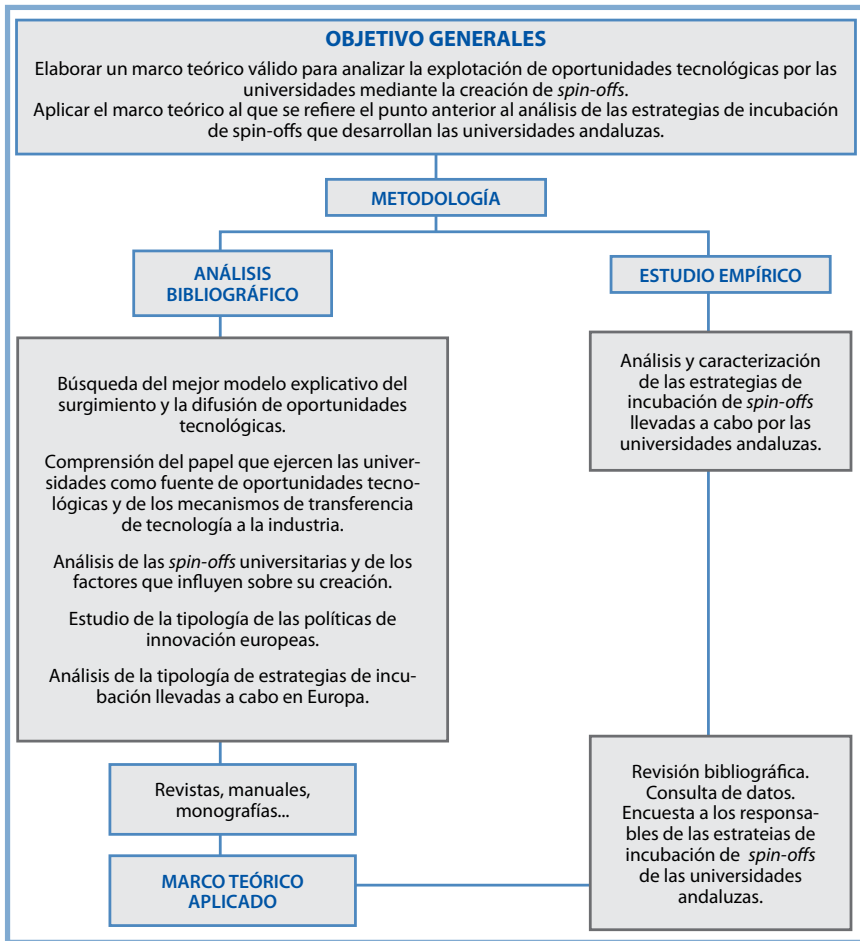 OBJETIVO GENERALES
Elaborar un marco teórico válido para analizar la explotación de oportunidades tecnológicas por las
universidades mediante la creación de spin-offs.
Aplicar el marco teórico al que se refiere el punto anterior al análisis de las estrategias de incubación
de spin-offs que desarrollan las universidades andaluzas.
METODOLOGÍA
ANÁLISIS
BIBLIOGRÁFICO
Búsqueda del mejor modelo explicativo del
surgimiento y la difusión de oportunidades
tecnológicas.
Comprensión del papel que ejercen las univer-
sidades como fuente de oportunidades tecno-
lógicas y de los mecanismos de transferencia
de tecnología a la industria.
Análisis de las spin-offs universitarias y de los
factores que influyen sobre su creación.
Estudio de la tipología de las políticas de
innovación europeas.
Análisis de la tipología de estrategias de incu-
bación llevadas a cabo en Europa.
Revistas, manuales,
monografías...
MARCO TEÓRICO
APLICADO
ESTUDIO EMPÍRICO
Análisis y caracterización
de las estrategias de
incubación de spin-offs
llevadas a cabo por las
universidades andaluzas.
Revisión bibliográfica.
Consulta de datos.
Encuesta a los responsa-
bles de las estrateias de
incubación de spin-offs
de las universidades
andaluzas.